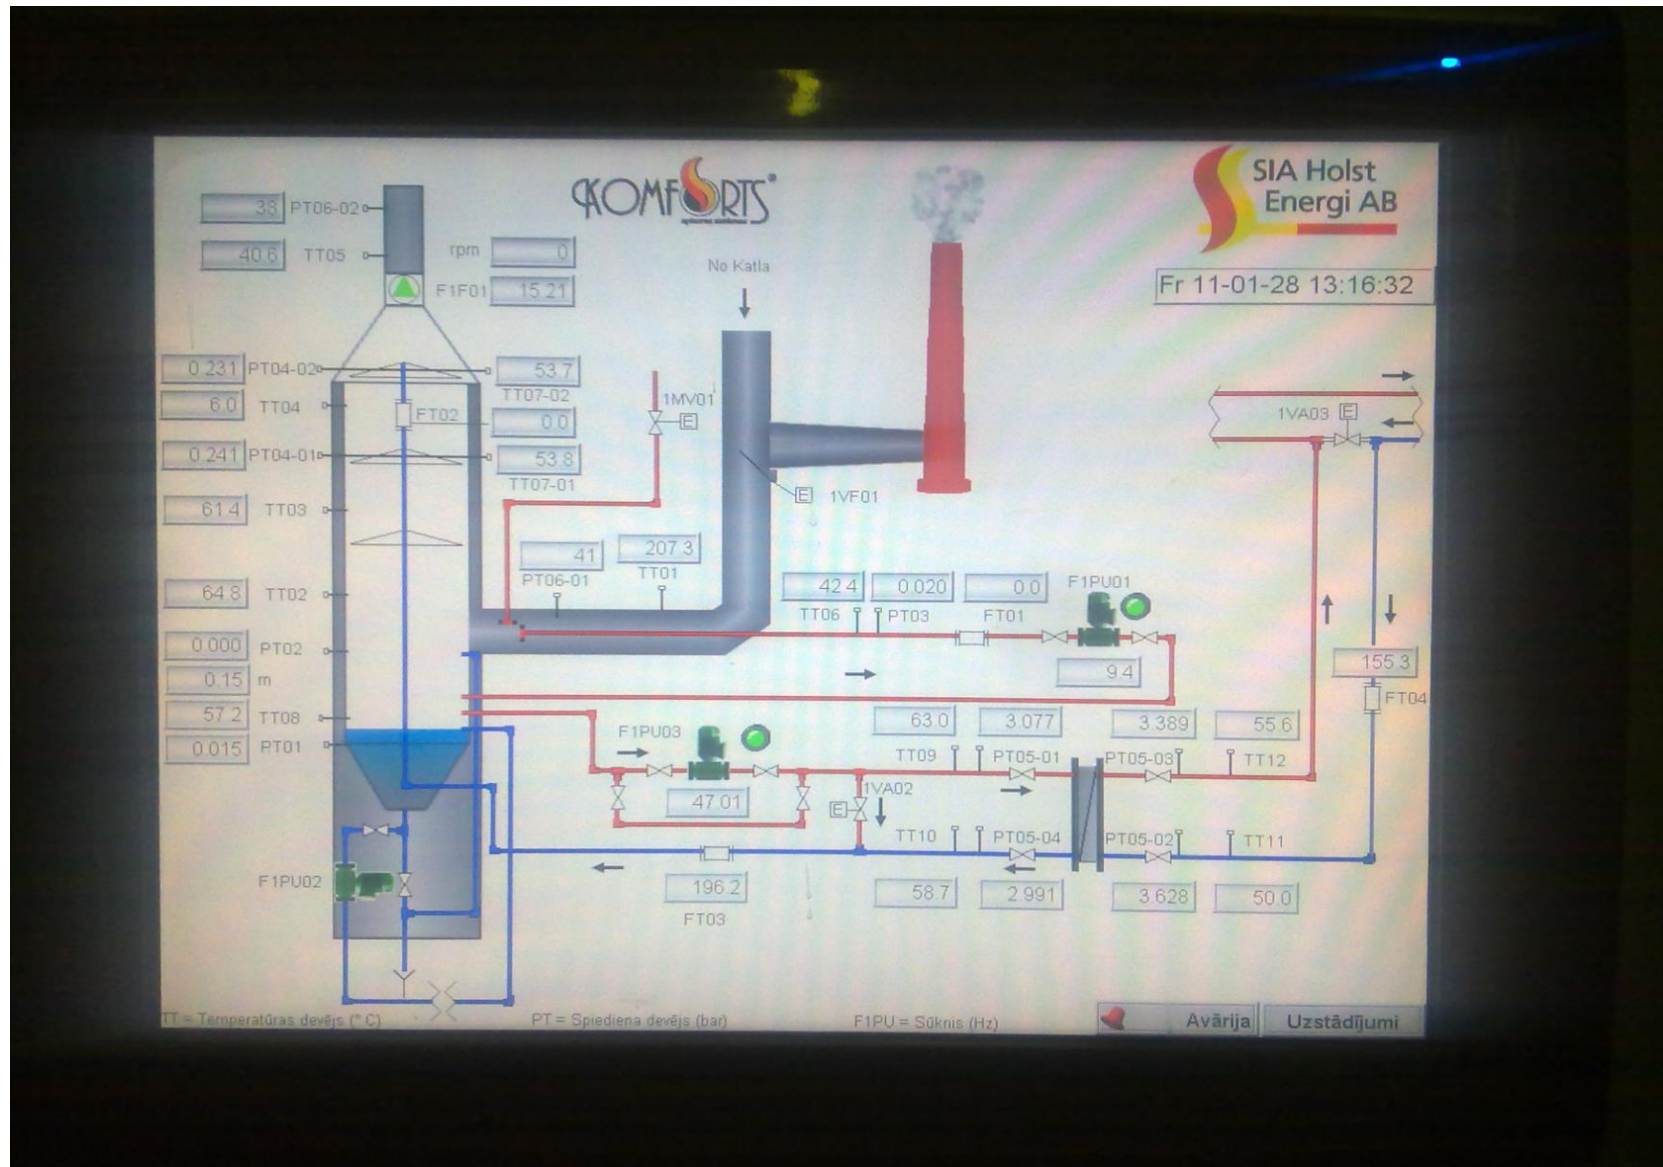 KOMFORTS®
SIA Holst
Energi AB
Fr 11-01-28 13:16:32
38 PT06-02
40.6 TT05
rpm 0
F1F01 15.21
No Katla
0.231 PT04-02
53.7
TT07-02
6.0 TT04
FT02 0.0
0.241 PT04-01
53.8
TT07-01
61.4 TT03
1MV01
E
E 1VF01
1VA03 E
41
PT06-01
207.3
TT01
64.8 TT02
42.4 0.020 0.0 F1PU01
TT06 PT03 FT01
0.000 PT02
9.4
155.3
FT04
0.15 m
57.2 TT08
0.015 PT01
F1PU03
47.01
63.0 3.077 3.389 55.6
TT09 PT05-01 PT05-03 TT12
1VA02
E
TT10 PT05-04 PT05-02 TT11
58.7 2.991 3.628 50.0
196.2
FT03
F1PU02
TT = Temperatūras devējs (° C)
PT = Spiediena devējs (bar)
F1PU = Sūknis (Hz)
Avārija
Uzstādījumi